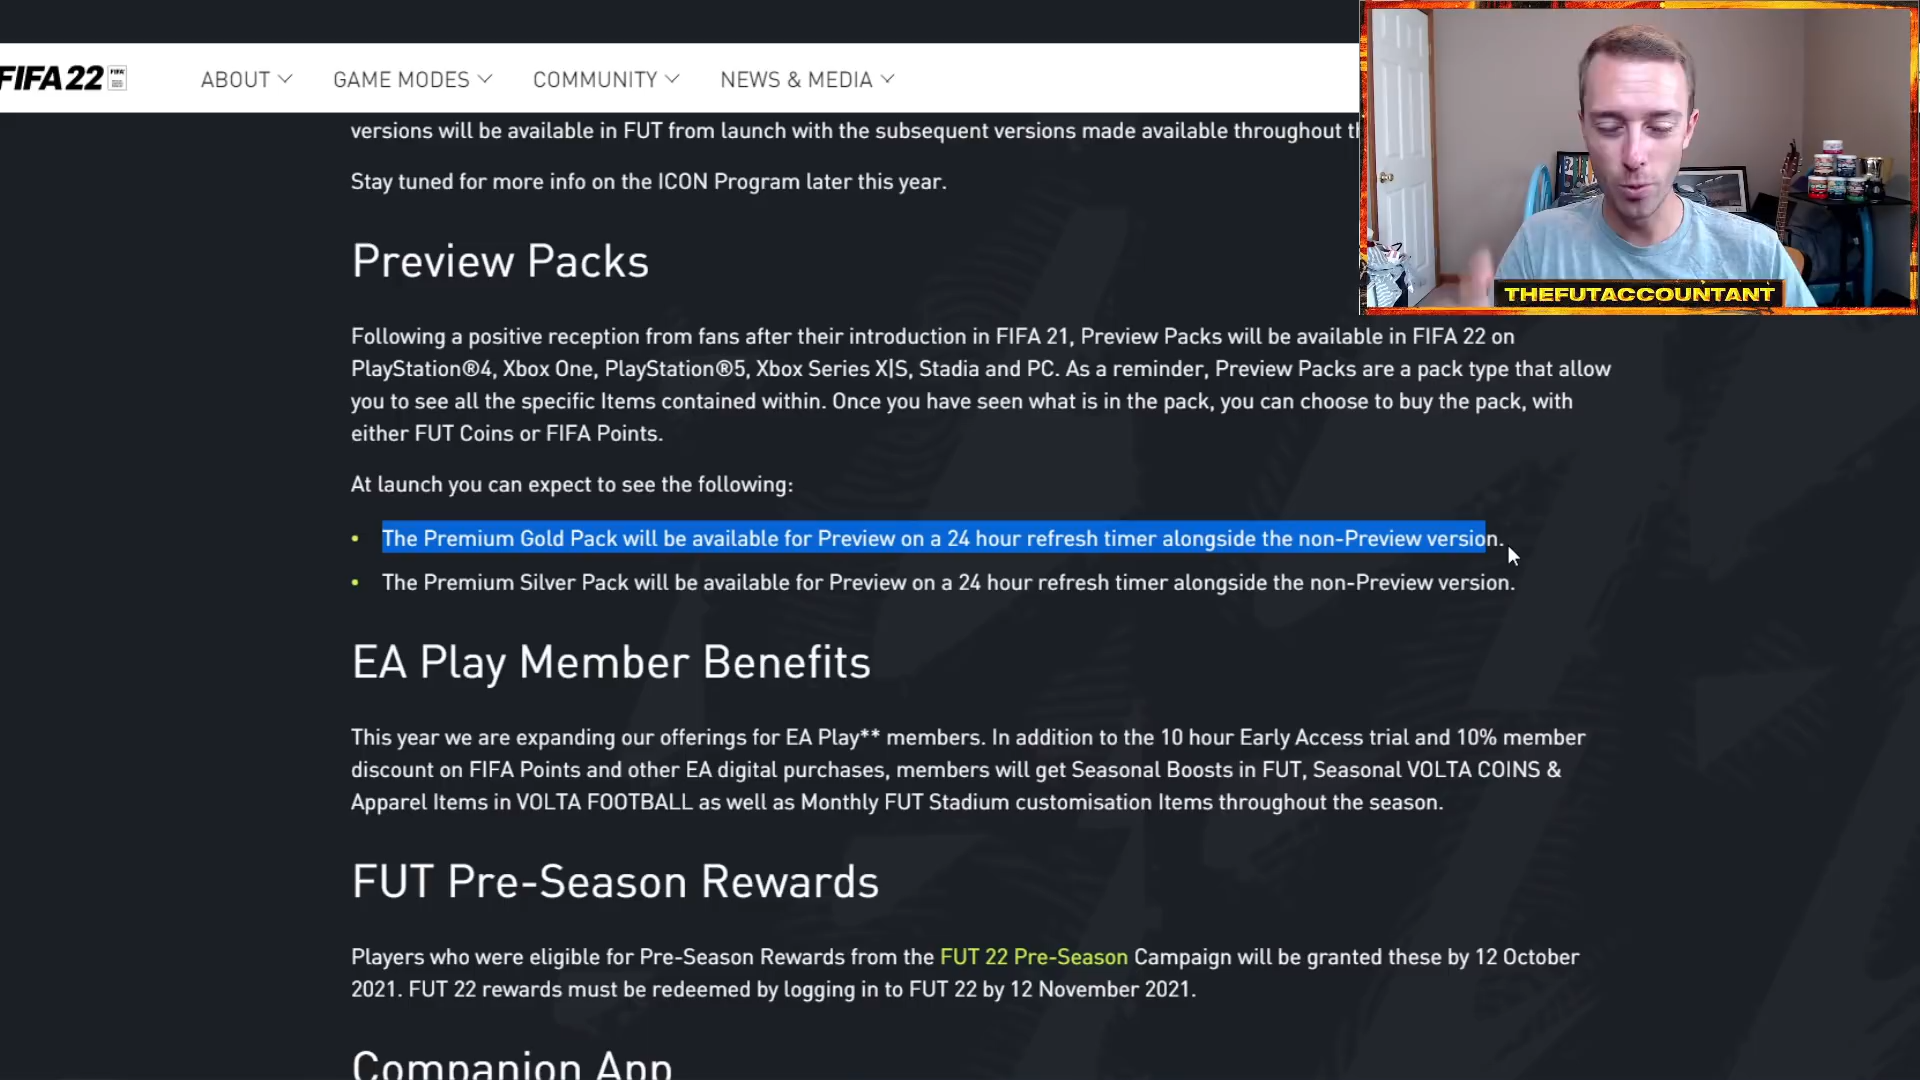 FIFA 22
ABOUT GAME MODES COMMUNITY NEWS & MEDIA
versions will be available in FUT from launch with the subsequent versions made available throughout
Stay tuned for more info on the ICON Program later this year.
Preview Packs
Following a positive reception from fans after their introduction in FIFA 21, Preview Packs will be available in FIFA 22 on
PlayStation®4, Xbox One, PlayStation®5, Xbox Series X|S, Stadia and PC. As a reminder, Preview Packs are a pack type that allow
you to see all the specific Items contained within. Once you have seen what is in the pack, you can choose to buy the pack, with
either FUT Coins or FIFA Points.
At launch you can expect to see the following:
• The Premium Gold Pack will be available for Preview on a 24 hour refresh timer alongside the non-Preview version.
• The Premium Silver Pack will be available for Preview on a 24 hour refresh timer alongside the non-Preview version.
EA Play Member Benefits
This year we are expanding our offerings for EA Play** members. In addition to the 10 hour Early Access trial and 10% member
discount on FIFA Points and other EA digital purchases, members will get Seasonal Boosts in FUT, Seasonal VOLTA COINS &
Apparel Items in VOLTA FOOTBALL as well as Monthly FUT Stadium customisation Items throughout the season.
FUT Pre-Season Rewards
Players who were eligible for Pre-Season Rewards from the FUT 22 Pre-Season Campaign will be granted these by 12 October
2021. FUT 22 rewards must be redeemed by logging in to FUT 22 by 12 November 2021.
Companion App
THEFUTACCOUNTANT